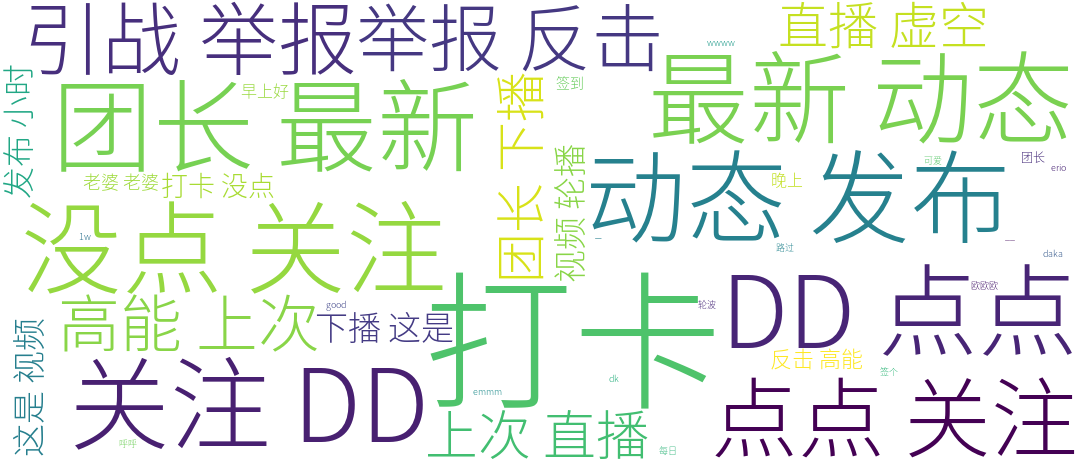 引战 举报
举报 反击
直播 虚空
wwww
发布 小时
团长 最新
早上好
团长 下播
签到
最新 动态
老婆 老婆
打卡 没点
视频 轮播
动态 发布
晚上
可爱
团长
erio
没点 关注
1w
一
路过
—
daka
高能 上次
good
下播 这是
打卡
轮波
DD 点点
欧欧欧
这是 视频
关注 DD
emmm
dk
反击 高能
签个
点点 关注
呼呼
上次 直播
每日